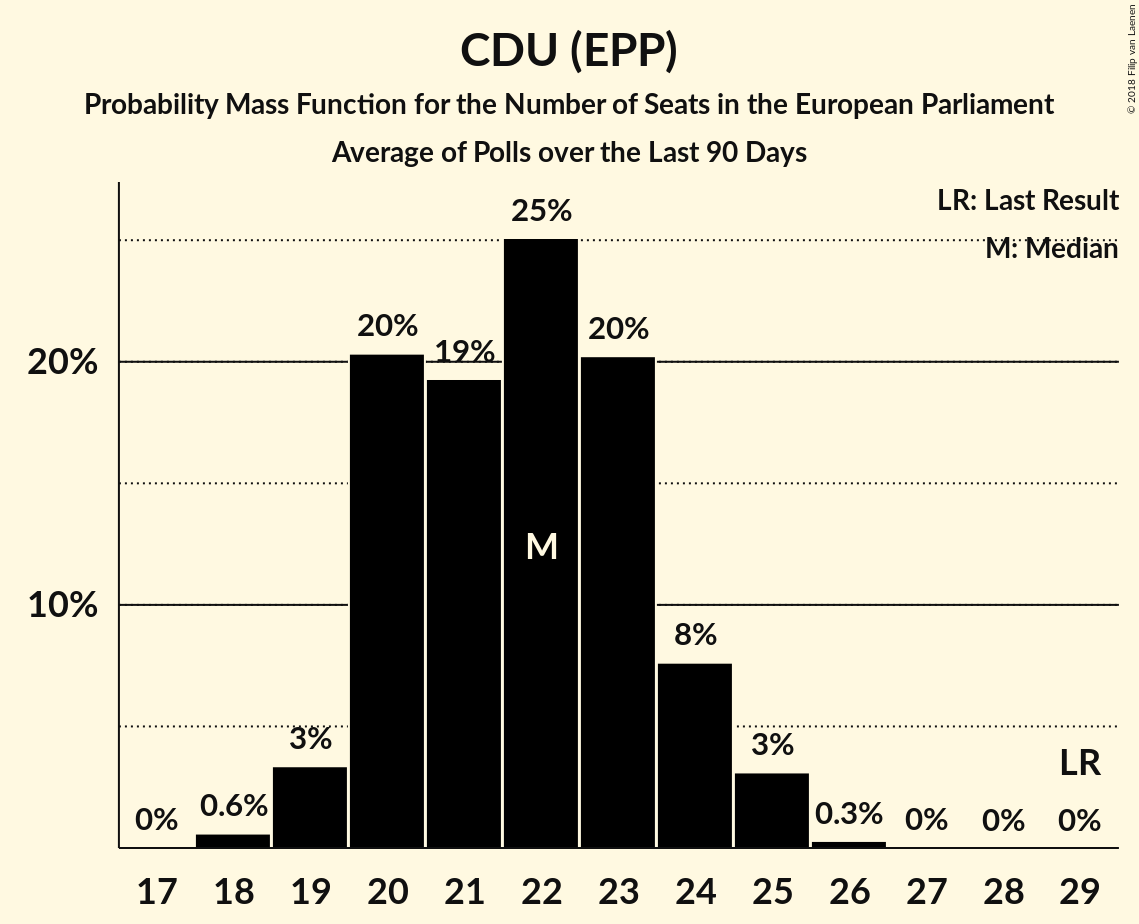 CDU (EPP)
Probability Mass Function for the Number of Seats in the European Parliament
Average of Polls over the Last 90 Days
© 2018 Filip van Laenen
LR: Last Result
M: Median
25%
20%
20%
19%
20%
M
10%
8%
3%
3%
LR
0%
0.6%
0.3%
0%
0%
0%
17 18 19 20 21 22 23 24 25 26 27 28 29